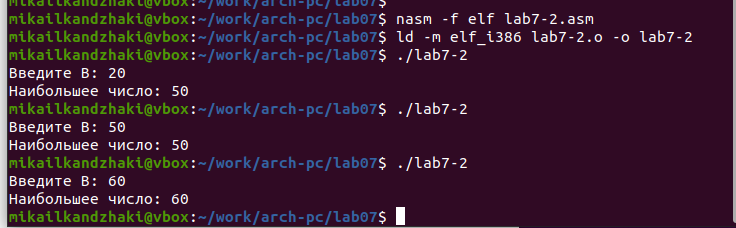 mikailkandzhaki@vbox:~/work/arch-pc/lab07$
mikailkandzhaki@vbox:~/work/arch-pc/lab07$ nasm -f elf lab7-2.asm
mikailkandzhaki@vbox:~/work/arch-pc/lab07$ ld -m elf_i386 lab7-2.o -o lab7-2
mikailkandzhaki@vbox:~/work/arch-pc/lab07$ ./lab7-2
Введите В: 20
Наибольшее число: 50
mikailkandzhaki@vbox:~/work/arch-pc/lab07$ ./lab7-2
Введите В: 50
Наибольшее число: 50
mikailkandzhaki@vbox:~/work/arch-pc/lab07$ ./lab7-2
Введите В: 60
Наибольшее число: 60
mikailkandzhaki@vbox:~/work/arch-pc/lab07$